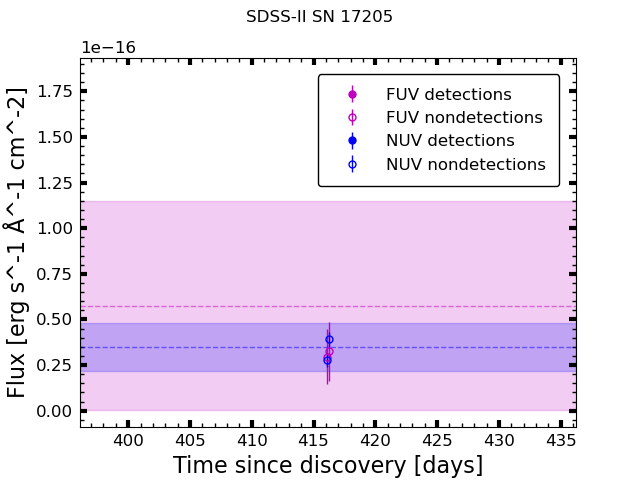 SDSS-II SN 17205
1e−16
FUV detections
FUV nondetections
NUV detections
NUV nondetections
1.75
1.50
1.25
1.00
0.75
0.50
0.25
0.00
Flux [erg s^-1 Å^-1 cm^-2]
400 405 410 415 420 425 430 435
Time since discovery [days]